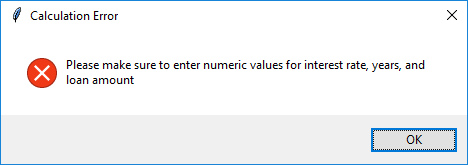 Calculation Error
Please make sure to enter numeric values for interest rate, years, and
loan amount
OK